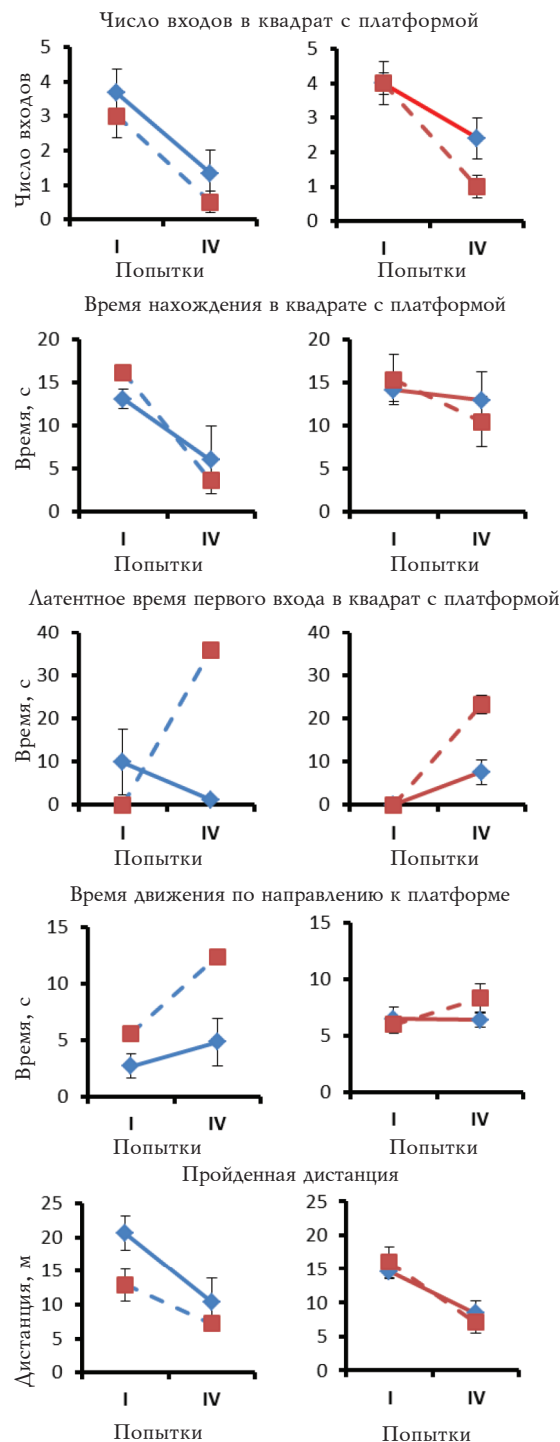 Число входов в квадрат с платформой
Число входов
5
4
3
2
1
0
I
IV
Попытки
5
4
3
2
1
0
I
IV
Попытки
Время нахождения в квадрате с платформой
Время, с
20
15
10
5
0
I
IV
Попытки
20
15
10
5
0
I
IV
Попытки
Латентное время первого входа в квадрат с платформой
Время, с
40
30
20
10
0
I
IV
Попытки
40
30
20
10
0
I
IV
Попытки
Время движения по направлению к платформе
Время, с
15
10
5
0
I
IV
Попытки
15
10
5
0
I
IV
Попытки
Пройденная дистанция
Дистанция, м
25
20
15
10
5
0
I
IV
Попытки
25
20
15
10
5
0
I
IV
Попытки